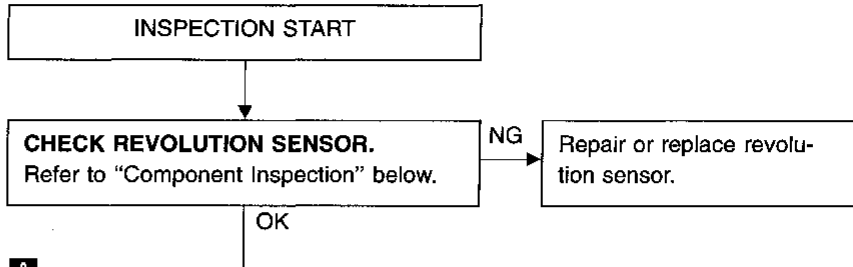 INSPECTION START
CHECK REVOLUTION SENSOR.
Refer to “Component Inspection” below.
NG
Repair or replace revolu-
tion sensor.
OK